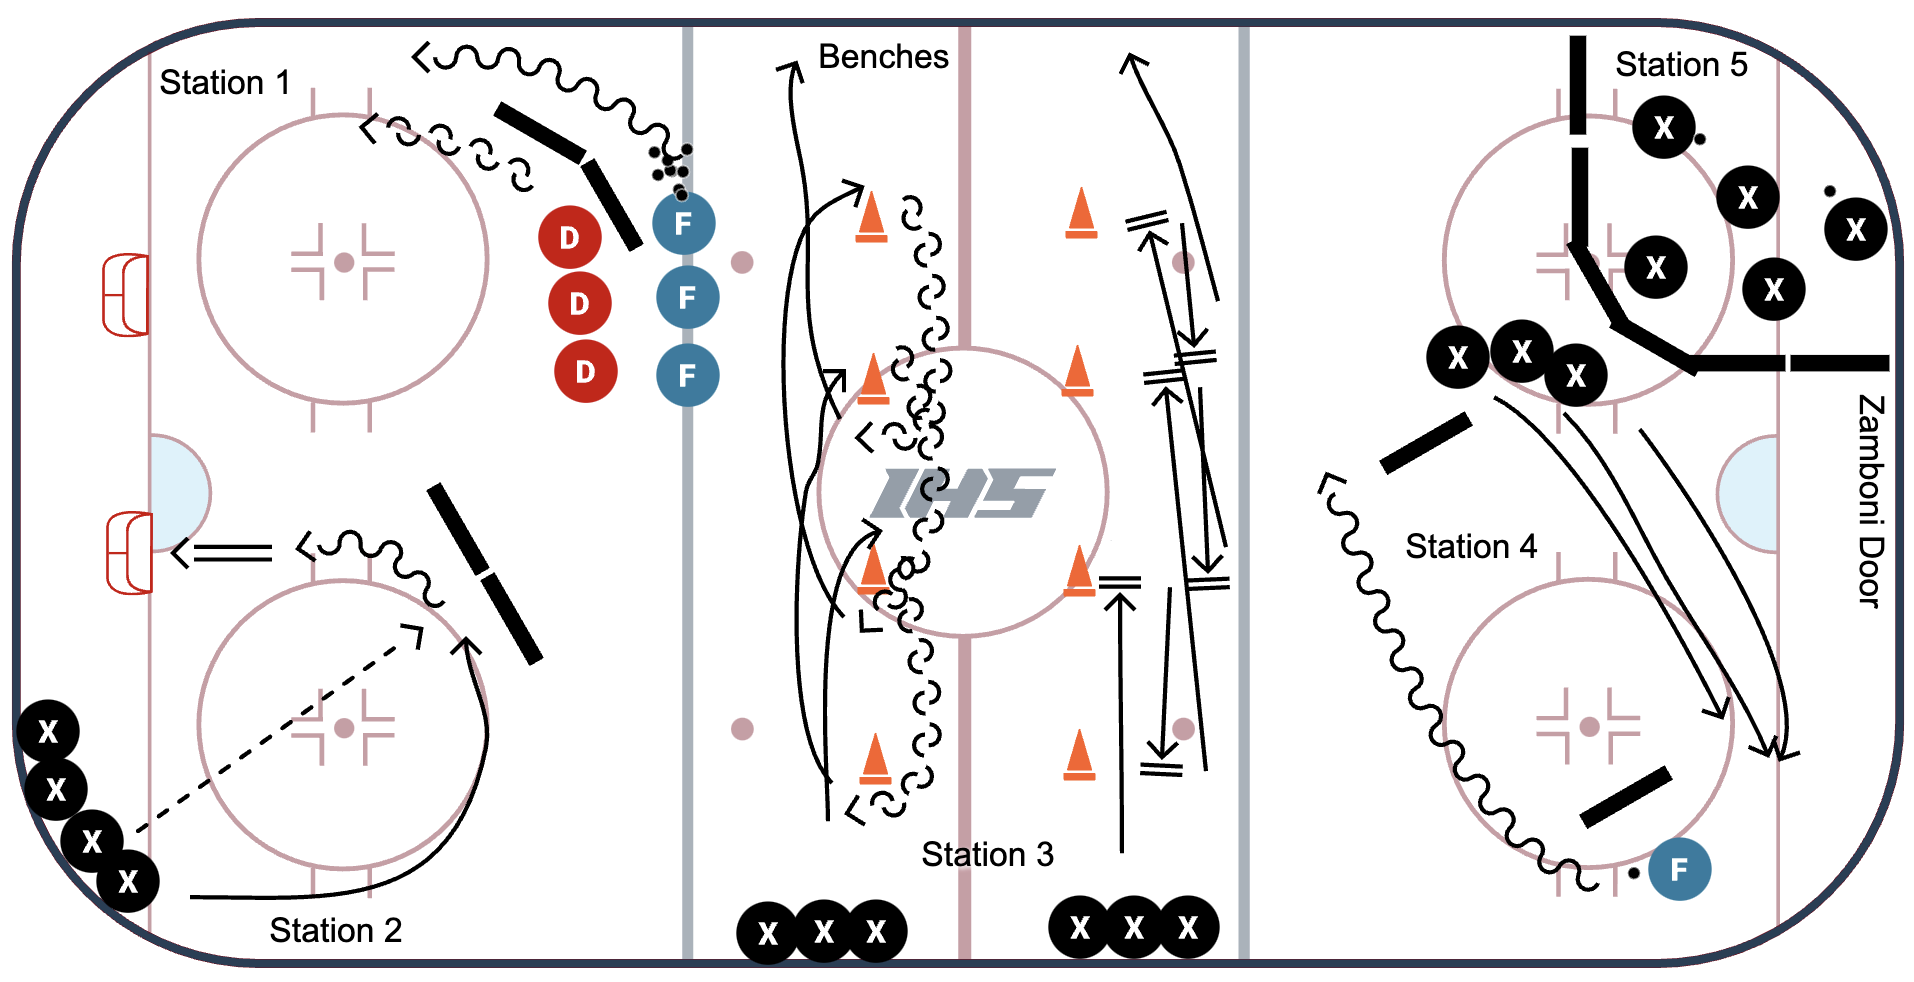 Station 1
Benches
Station 5
X
X
X
X
X
D
D
D
F
F
F
X
X
X
Zamboni Door
IHS
Station 4
X
X
X
X
Station 3
F
Station 2
X X X
X X X